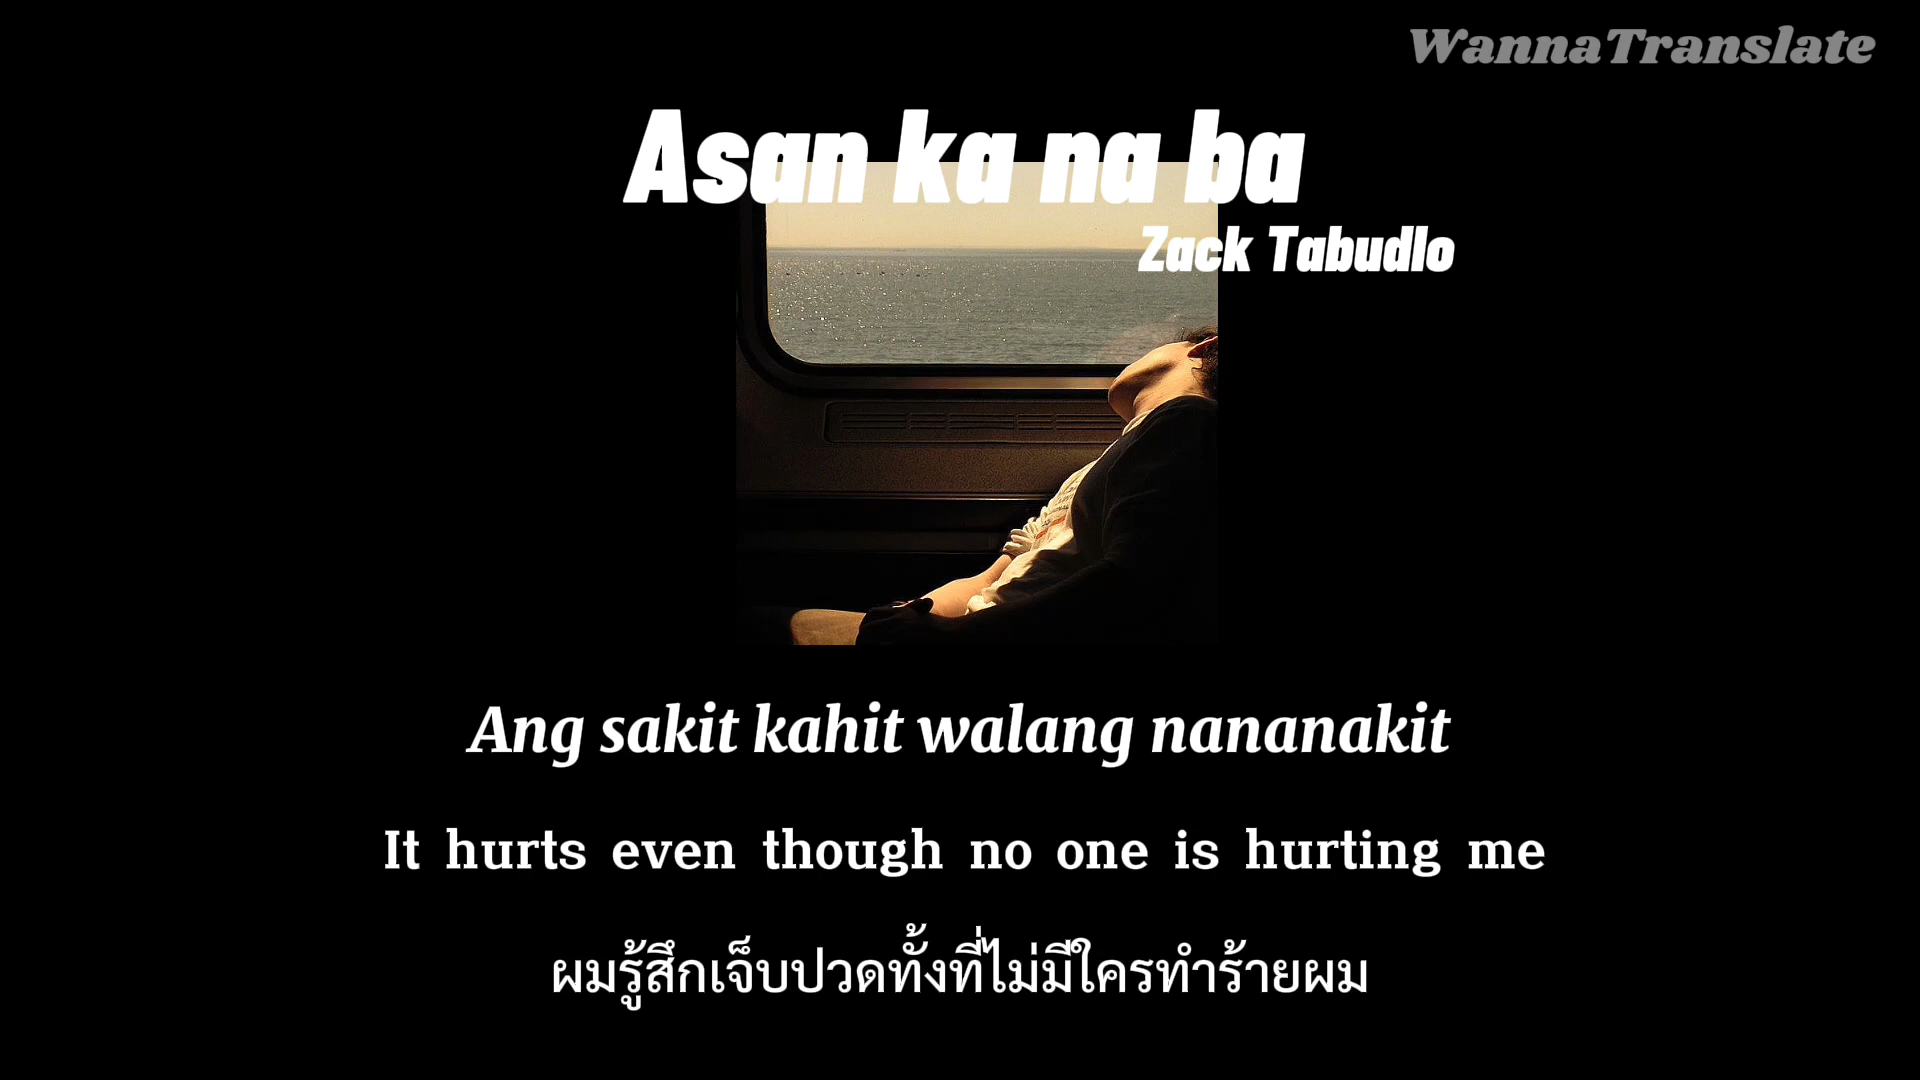 WannaTranslate
Asan ka na ba
Zack Tabudlo
Ang sakit kahit walang nananakit
It hurts even though no one is hurting me
ผมรู้สึกเจ็บปวดทั้งที่ไม่มีใครทำร้ายผม